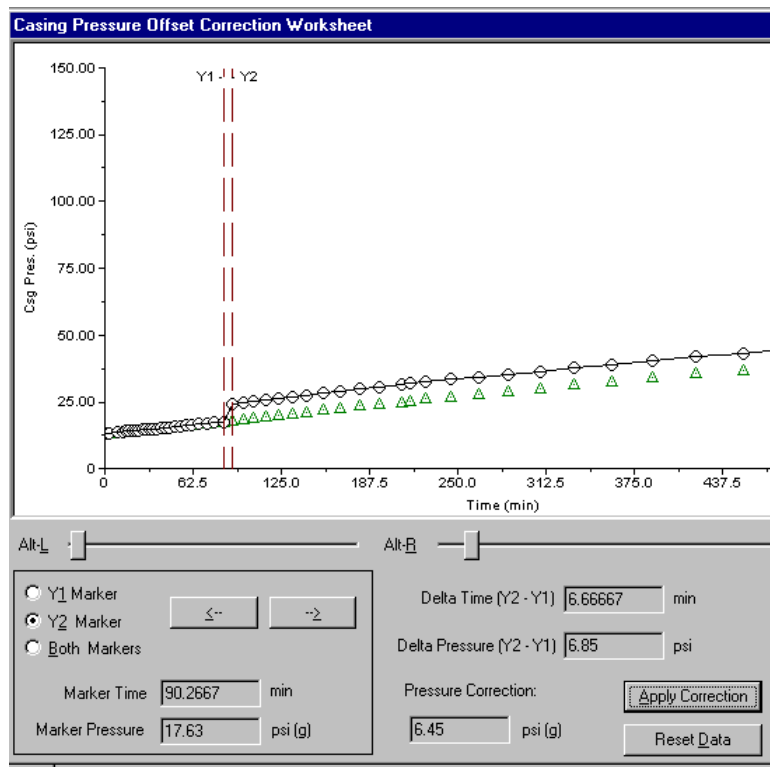 Casing Pressure Offset Correction Worksheet
150.00
Y1 - - Y2
125.00
100.00
75.00
50.00
25.00
0
Csg Pres. (psi)
0 62.5 125.0 187.5 250.0 312.5 375.0 437.5
Time (min)
Alt-L Alt-R
Y1 Marker
Y2 Marker
Both Markers
<-- -->
Marker Time 90.2667 min
Marker Pressure 17.63 psi (g)
Delta Time (Y2 - Y1) 6.66667 min
Delta Pressure (Y2 - Y1) 6.85 psi
Pressure Correction:
6.45 psi (g)
Apply Correction
Reset Data